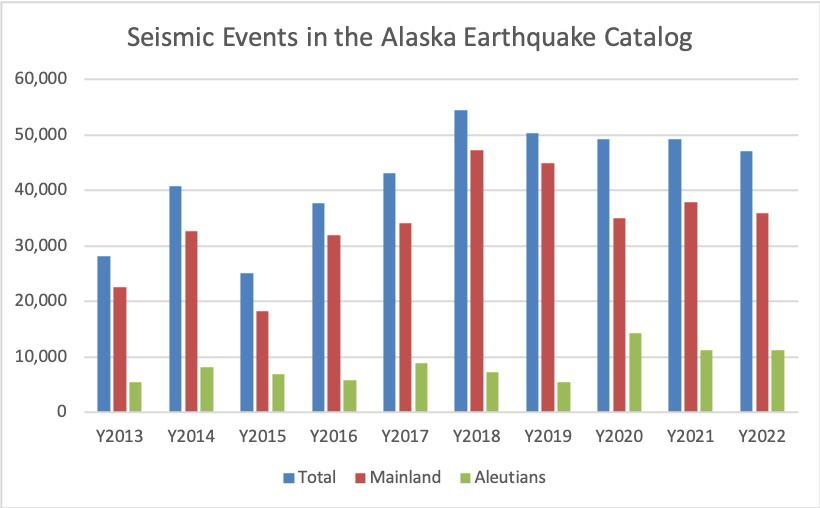 Seismic Events in the Alaska Earthquake Catalog
60,000
50,000
40,000
30,000
20,000
10,000
0
Y2013 Y2014 Y2015 Y2016 Y2017 Y2018 Y2019 Y2020 Y2021 Y2022
Total Mainland Aleutians